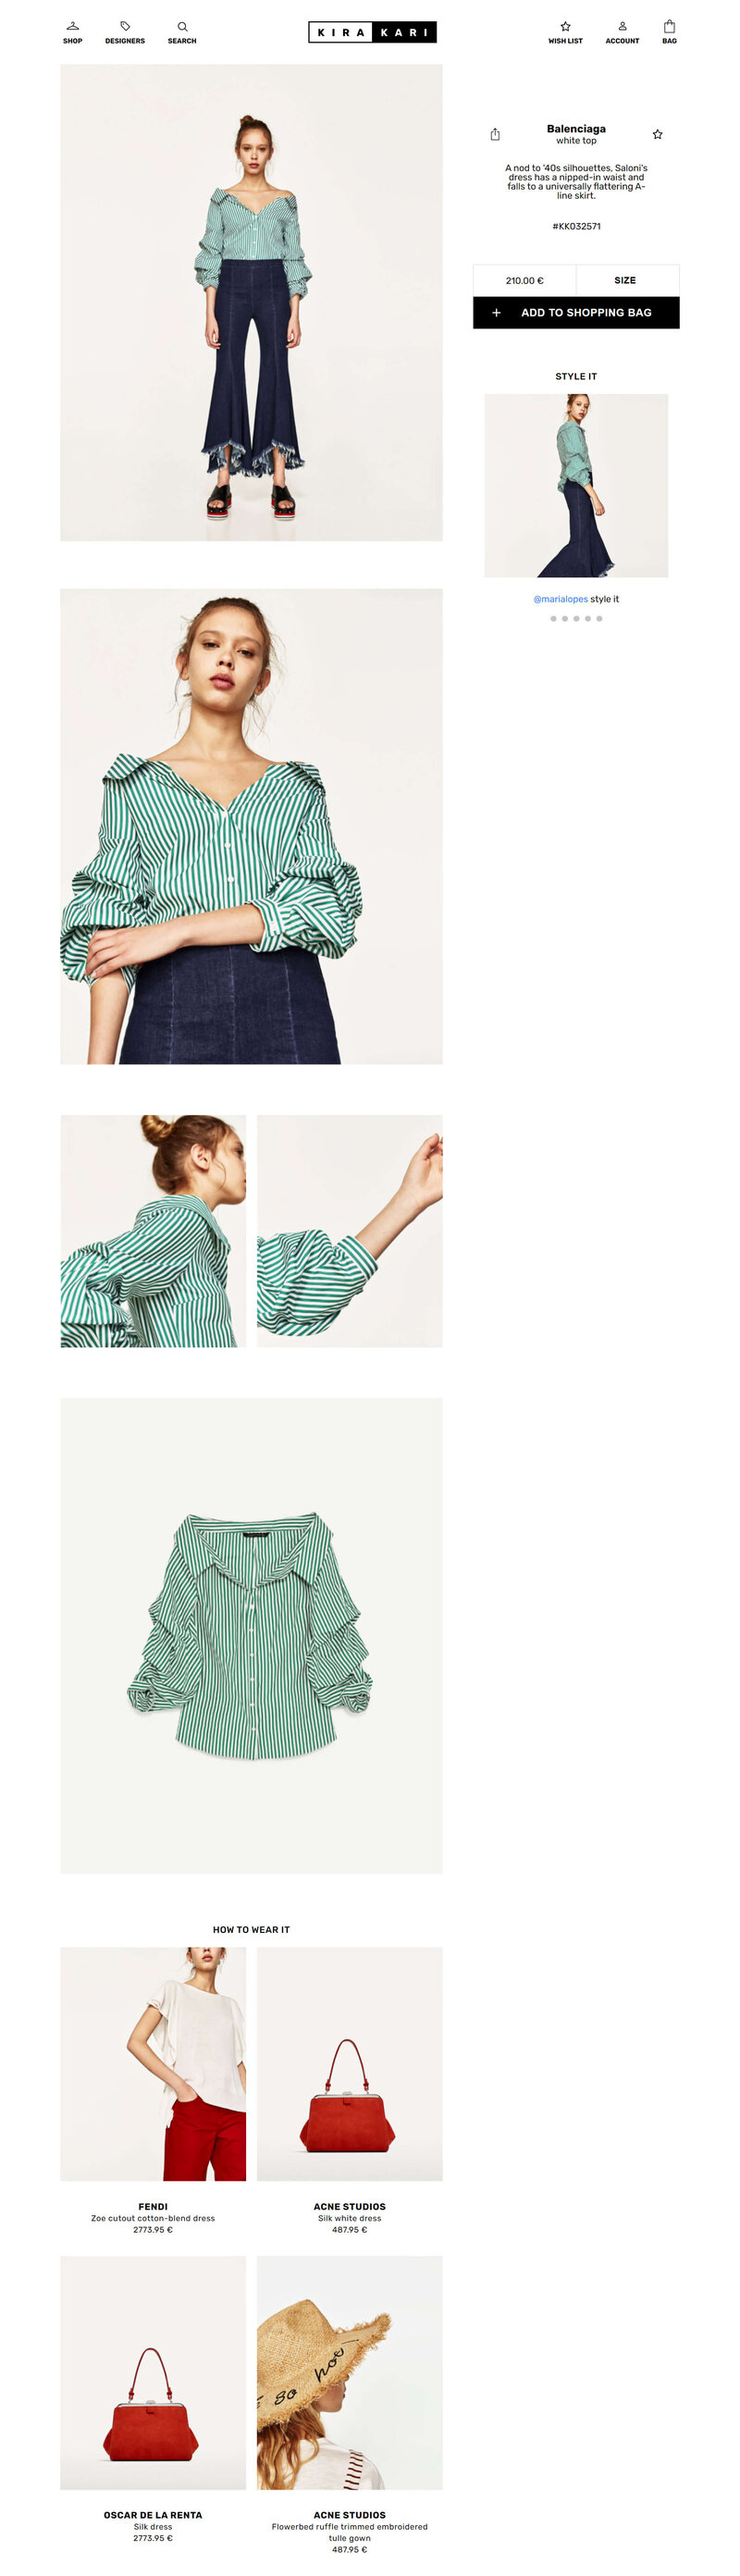 SHOP
DESIGNERS
SEARCH
KIRA KARI
WISH LIST
ACCOUNT
BAG
Balenciaga
white top
A nod to '40s silhouettes, Saloni's
dress has a nipped-in waist and
falls to a universally flattering A-
line skirt.
#KK032571
210.00 €
SIZE
+ ADD TO SHOPPING BAG
STYLE IT
@marialopes style it
HOW TO WEAR IT
FENDI
Zoe cutout cotton-blend dress
2773.95 €
ACNE STUDIOS
Silk white dress
487.95 €
so
OSCAR DE LA RENTA
Silk dress
2773.95 €
ACNE STUDIOS
Flowerbed ruffle trimmed embroidered
tulle gown
487.95 €